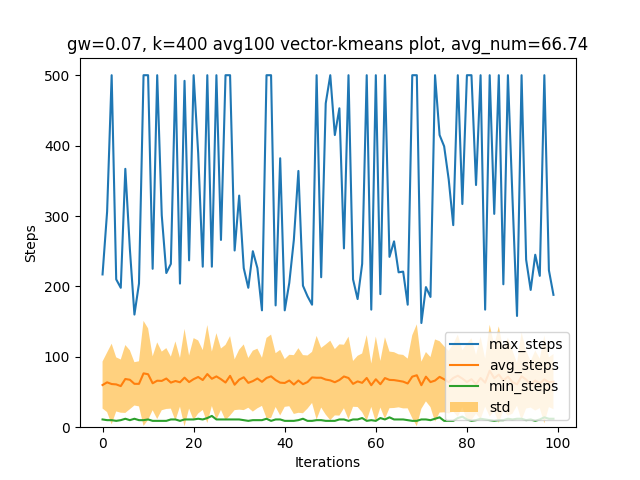 gw=0.07, k=400 avg100 vector-kmeans plot, avg_num=66.74
500
400
300
200
100
0
Steps
0
20
40
60
80
100
Iterations
max_steps
avg_steps
min_steps
std